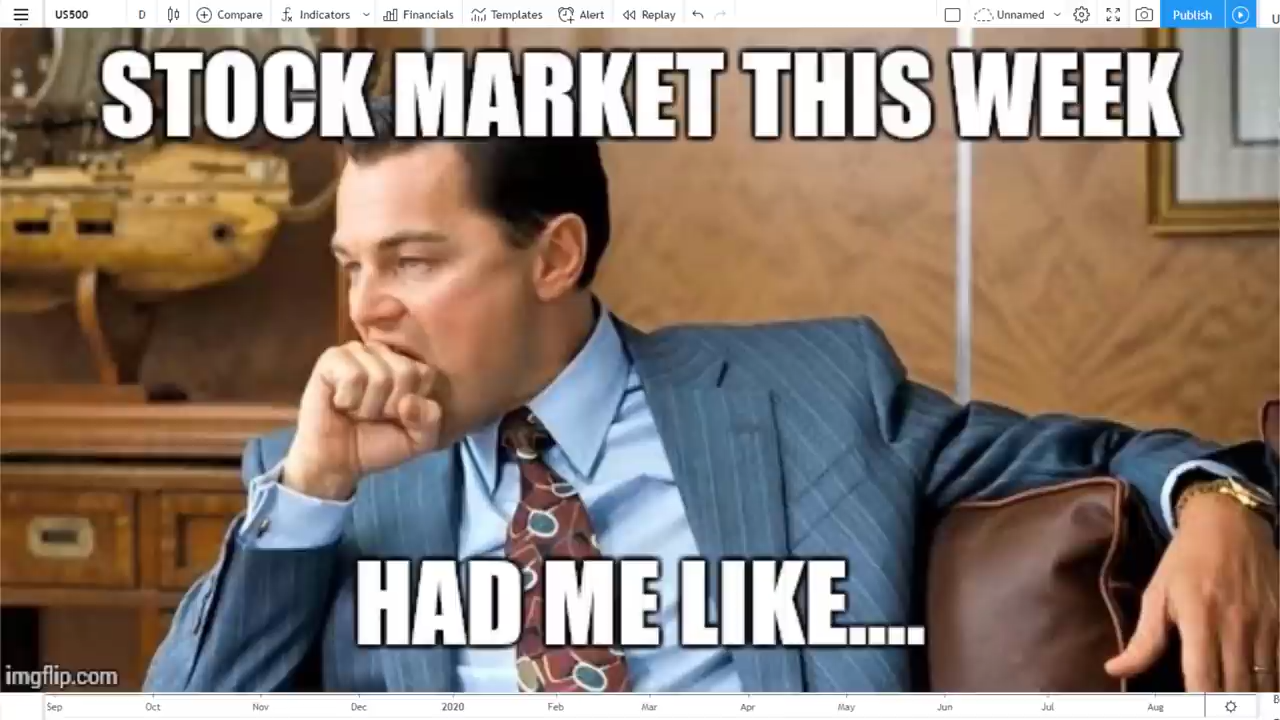 US500 D Compare Indicators Financials Templates Alert Replay Unnamed Publish
STOCK MARKET THIS WEEK
HAD ME LIKE....
imgflip.com
Sep Oct Nov Dec 2020 Feb Mar Apr May Jun Jul Aug